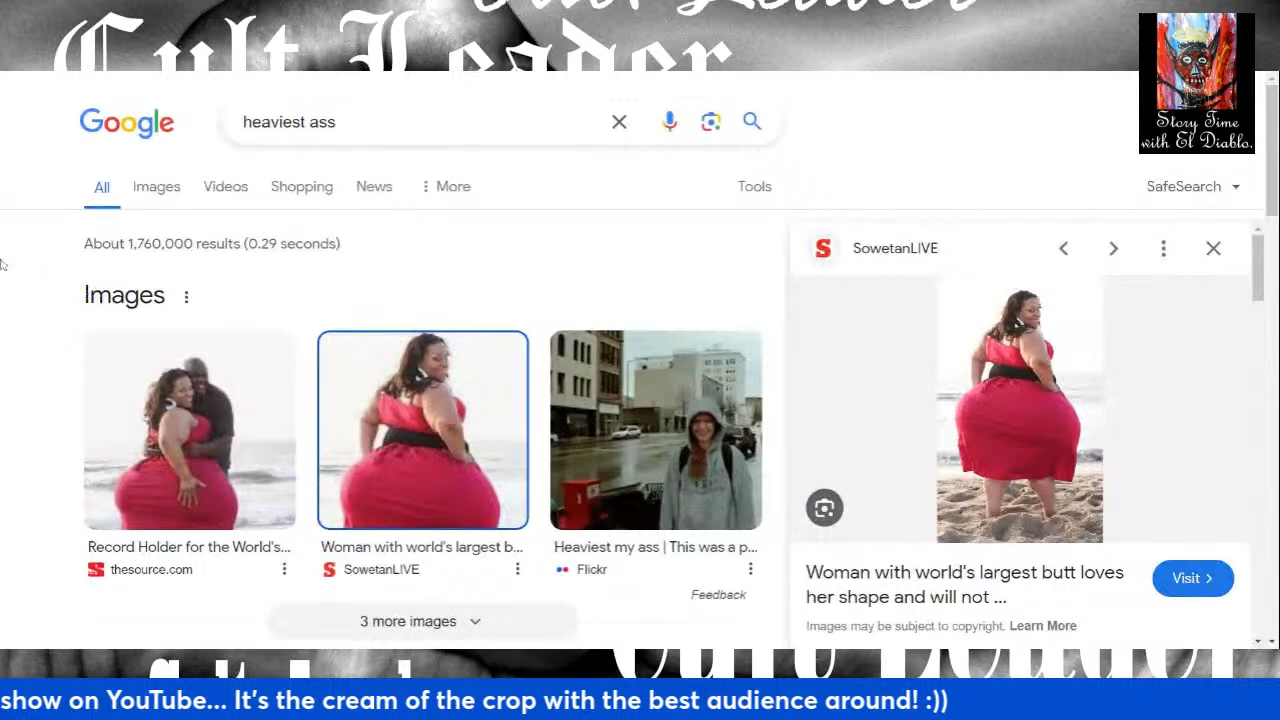 Cult Leader
Story Time
with El Diablo.
Google
heaviest ass
All
Images
Videos
Shopping
News
More
Tools
SafeSearch
About 1,760,000 results (0.29 seconds)
Images
SowetanLIVE
Record Holder for the World's...
Woman with world's largest b...
Heaviest my ass | This was a p...
thesource.com
SowetanLIVE
Flickr
Feedback
3 more images
Woman with world's largest butt loves
her shape and will not ...
Visit
Images may be subject to copyright. Learn More
show on YouTube... It's the cream of the crop with the best audience around! :))